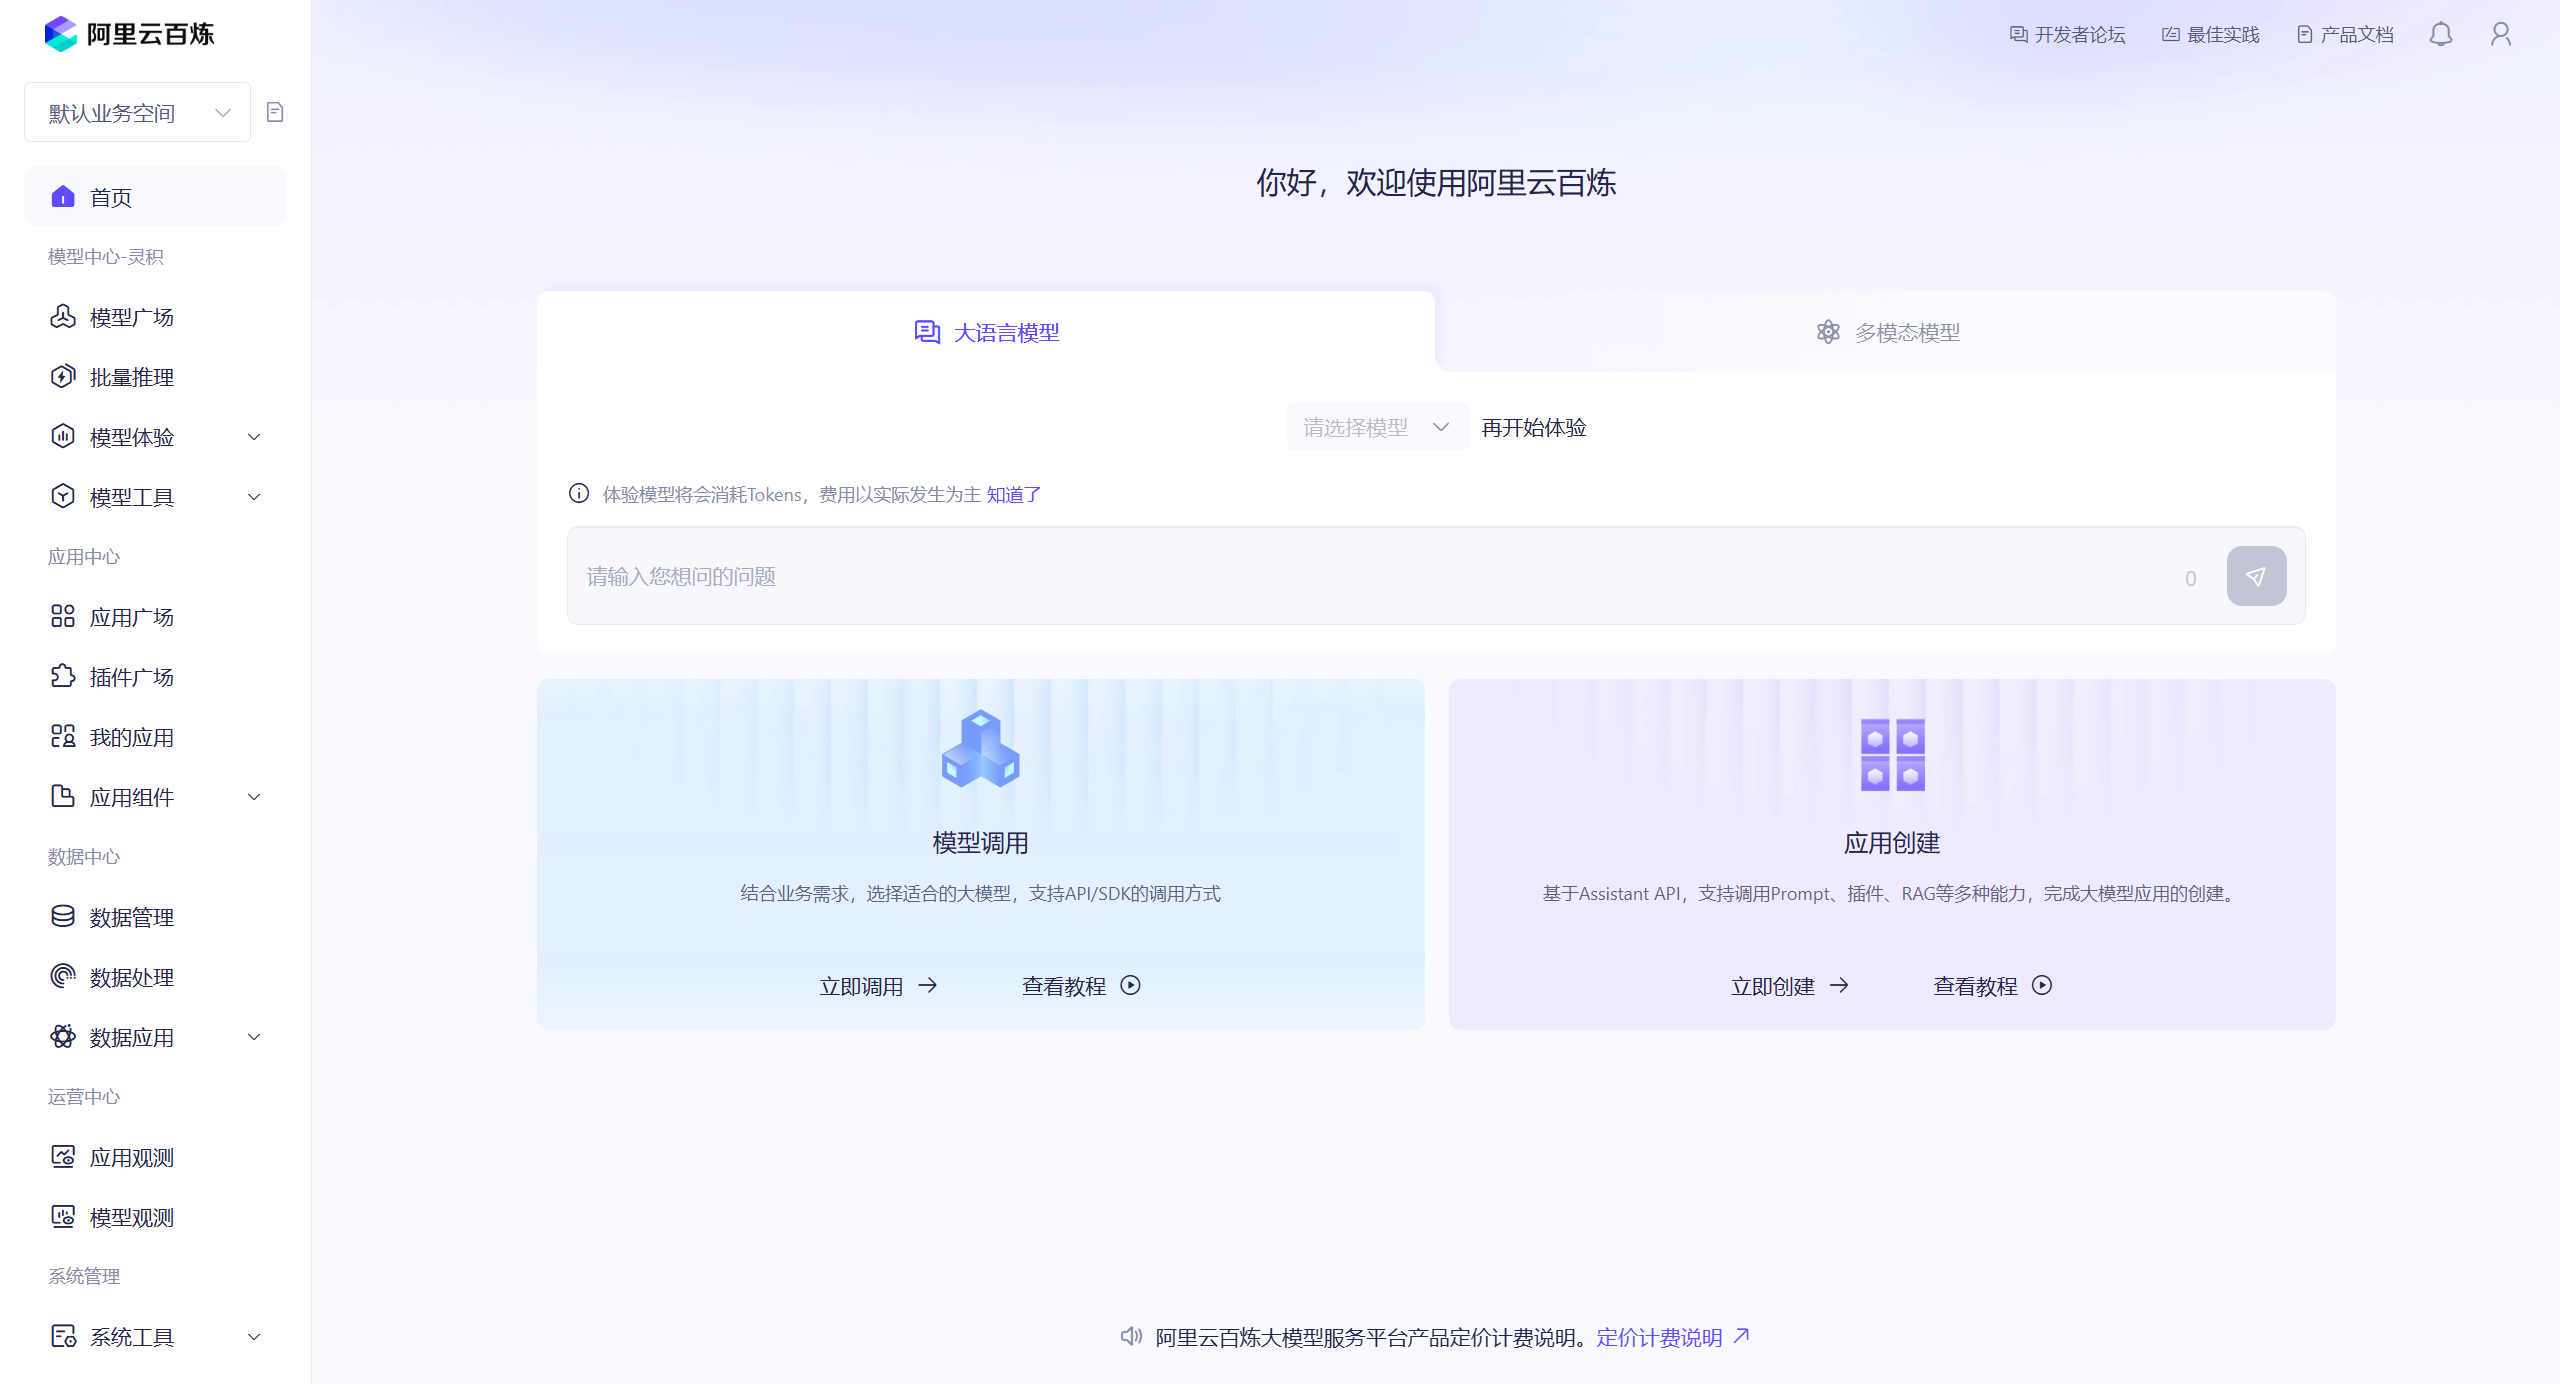 阿里云百炼
开发者论坛
最佳实践
产品文档
默认业务空间
首页
模型中心-灵积
模型广场
批量推理
模型体验
模型工具
应用中心
应用广场
插件广场
我的应用
应用组件
数据中心
数据管理
数据处理
数据应用
运营中心
应用观测
模型观测
系统管理
系统工具
你好，欢迎使用阿里云百炼
大语言模型
多模态模型
请选择模型 再开始体验
体验模型将会消耗Tokens，费用以实际发生为主 知道了
请输入您想问的问题
0
模型调用
结合业务需求，选择适合的大模型，支持API/SDK的调用方式
立即调用 查看教程
应用创建
基于Assistant API，支持调用Prompt、插件、RAG等多种能力，完成大模型应用的创建。
立即创建 查看教程
阿里云百炼大模型服务平台产品定价计费说明。定价计费说明